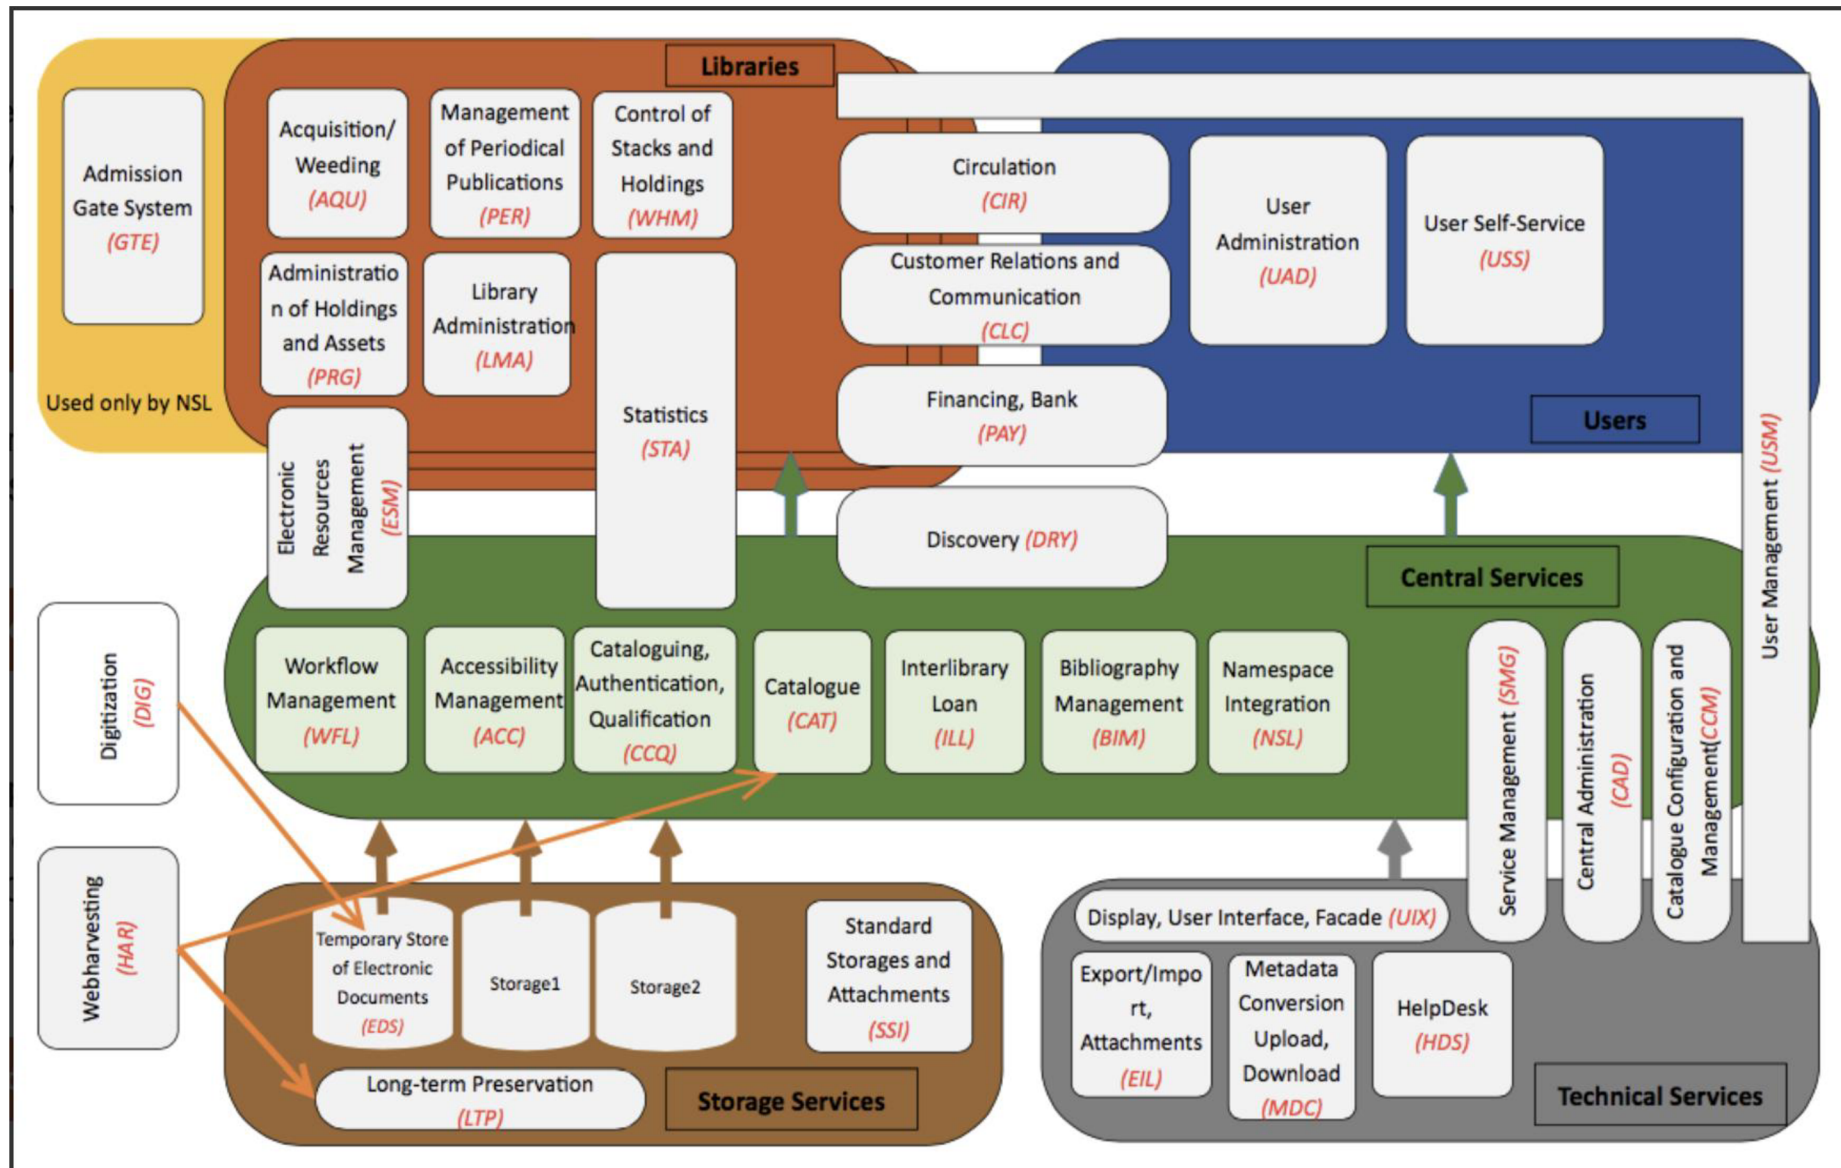 Libraries
Acquisition/
Weeding
(AQU)
Management
of Periodical
Publications
(PER)
Control of
Stacks and
Holdings
(WHM)
Admission
Gate System
(GTE)
Used only by NSL
Administratio
n of Holdings
and Assets
(PRG)
Library
Administration
(LMA)
Statistics
(STA)
Electronic
Resources
Management
(ESM)
Circulation
(CIR)
Customer Relations and
Communication
(CLC)
Financing, Bank
(PAY)
Discovery (DRY)
User
Administration
(UAD)
User Self-Service
(USS)
Users
User Management (USM)
Central Services
Workflow
Management
(WFL)
Accessibility
Management
(ACC)
Cataloguing,
Authentication,
Qualification
(CCQ)
Catalogue
(CAT)
Interlibrary
Loan
(ILL)
Bibliography
Management
(BIM)
Namespace
Integration
(NSL)
Service Management (SMG)
Central Administration
(CAD)
Catalogue Configuration and
Management(CCM)
Digitization
(DIG)
Webharvesting
(HAR)
Temporary Store
of Electronic
Documents
(EDS)
Storage1
Storage2
Standard
Storages and
Attachments
(SSI)
Long-term Preservation
(LTP)
Storage Services
Display, User Interface, Facade (UIX)
Export/Impo
rt,
Attachments
(EIL)
Metadata
Conversion
Upload,
Download
(MDC)
HelpDesk
(HDS)
Technical Services